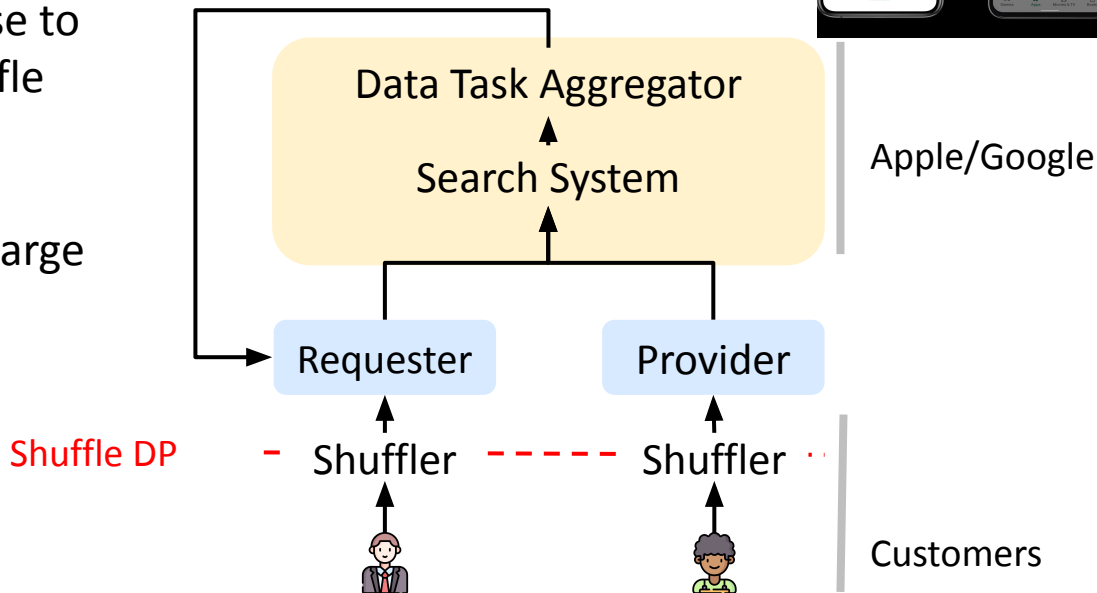 se to
fle
arge
Data Task Aggregator
Search System
Apple/Google
Requester
Provider
Shuffle DP
Shuffler
Shuffler
Customers